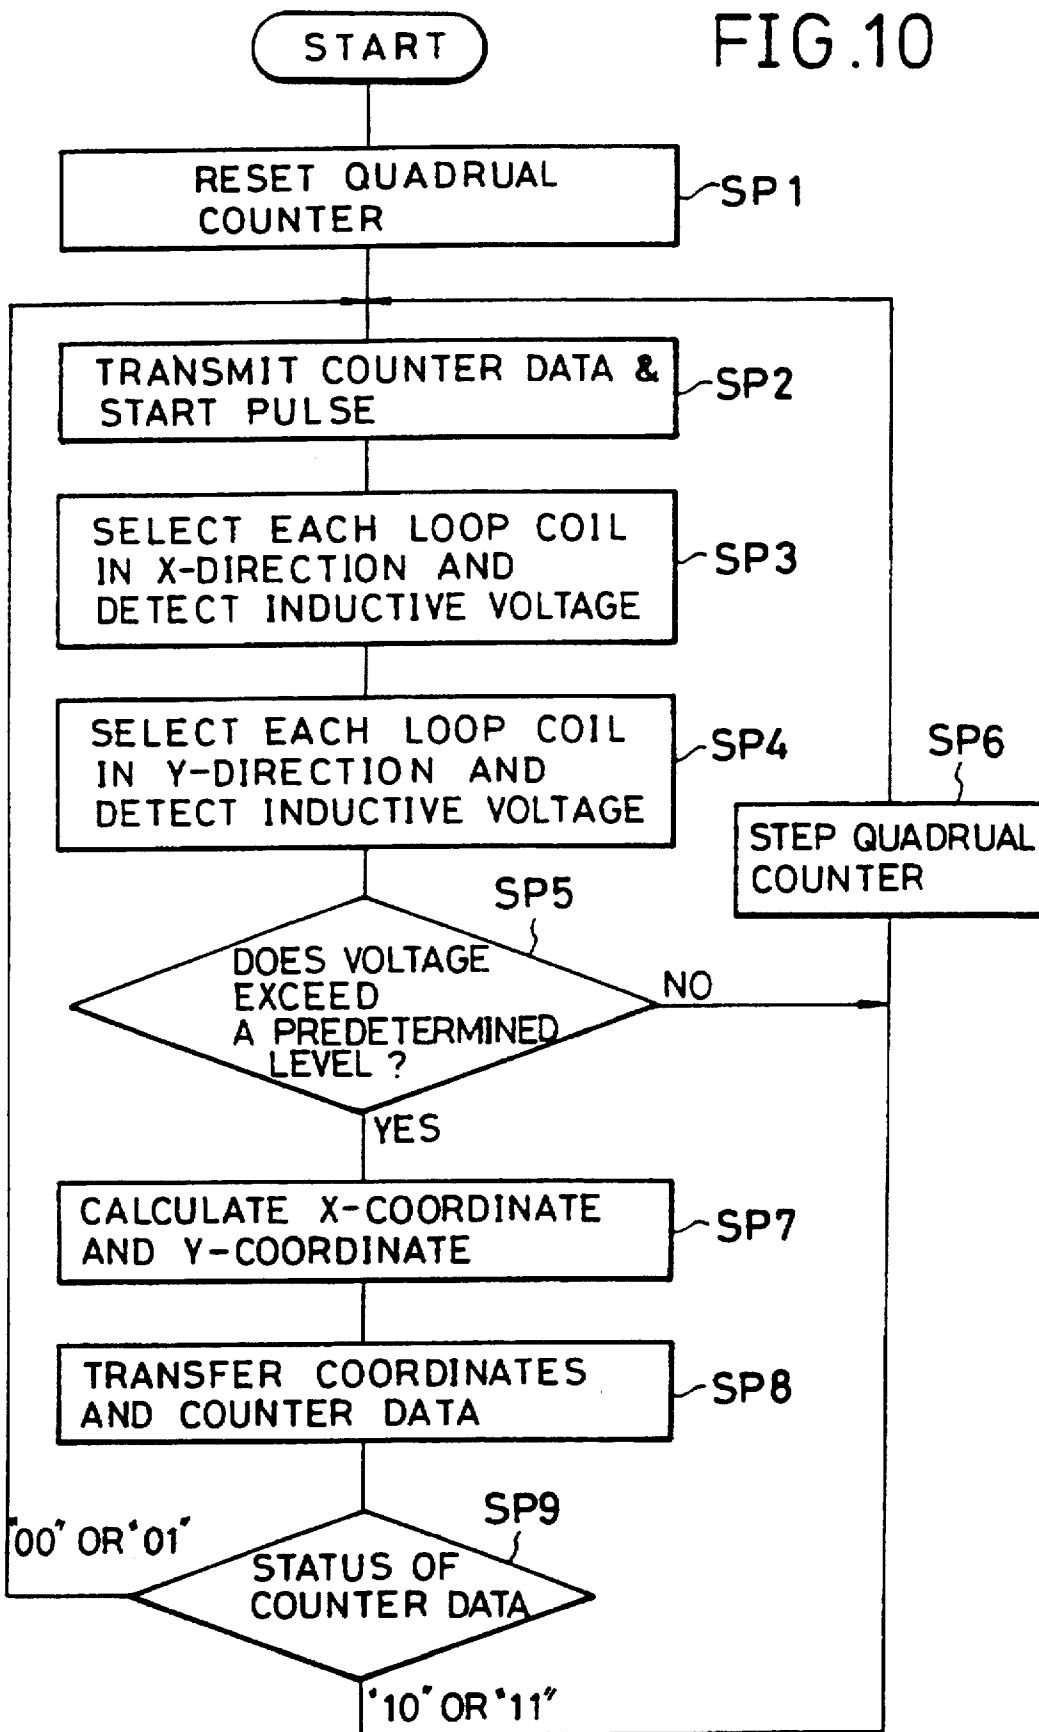 FIG.10
START
RESET QUADRUAL
COUNTER
SP1
TRANSMIT COUNTER DATA &
START PULSE
SP2
SELECT EACH LOOP COIL
IN X-DIRECTION AND
DETECT INDUCTIVE VOLTAGE
SP3
SELECT EACH LOOP COIL
IN Y-DIRECTION AND
DETECT INDUCTIVE VOLTAGE
SP4
SP6
STEP QUADRUAL
COUNTER
SP5
DOES VOLTAGE
EXCEED
A PREDETERMINED
LEVEL ?
NO
YES
CALCULATE X-COORDINATE
AND Y-COORDINATE
SP7
TRANSFER COORDINATES
AND COUNTER DATA
SP8
SP9
"00" OR "01"
STATUS OF
COUNTER DATA
"10" OR "11"